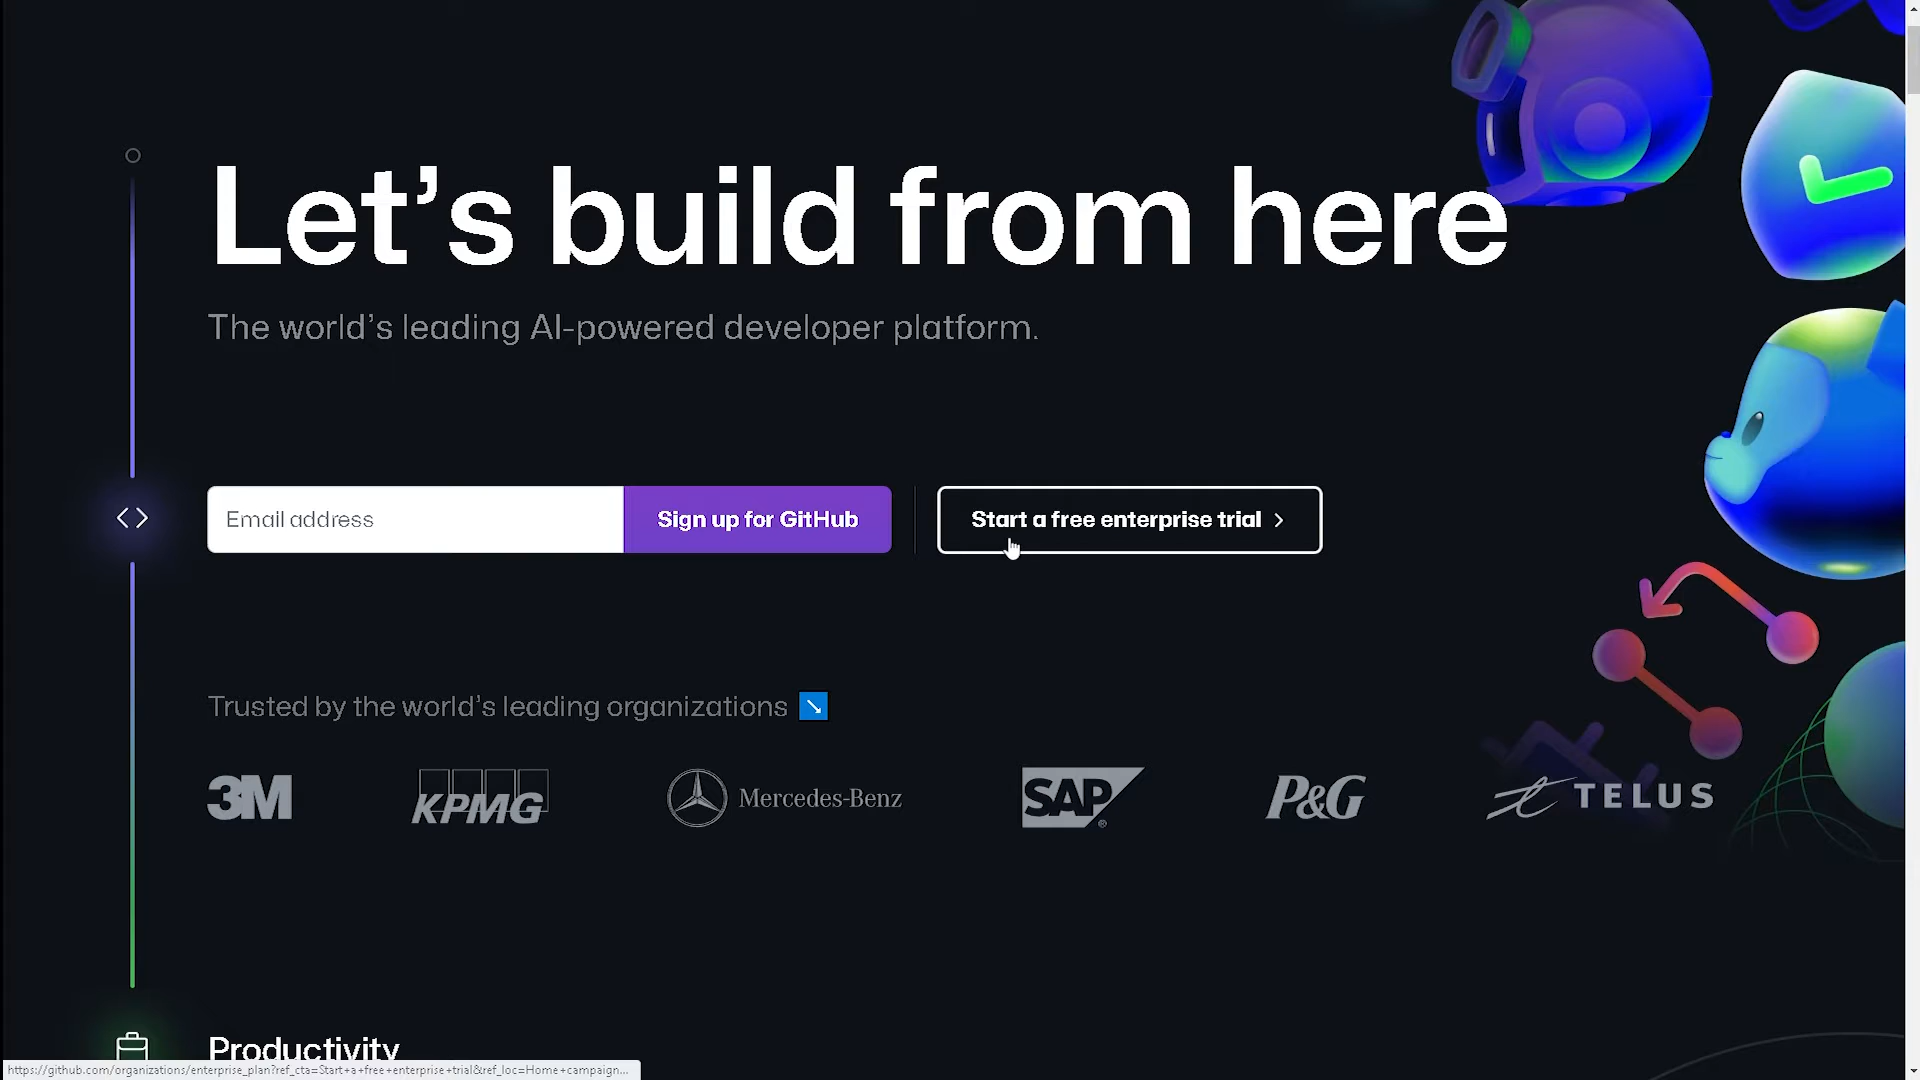 Let’s build from here
The world’s leading AI-powered developer platform.
Email address
Sign up for GitHub
Start a free enterprise trial
Trusted by the world’s leading organizations
3M
KPMG
Mercedes-Benz
SAP
®
P&G
TELUS
Productivity
https://github.com/organizations/enterprise_plan?ref_cta=Start+a+free+enterprise+trial&ref_loc=Home+campaign...